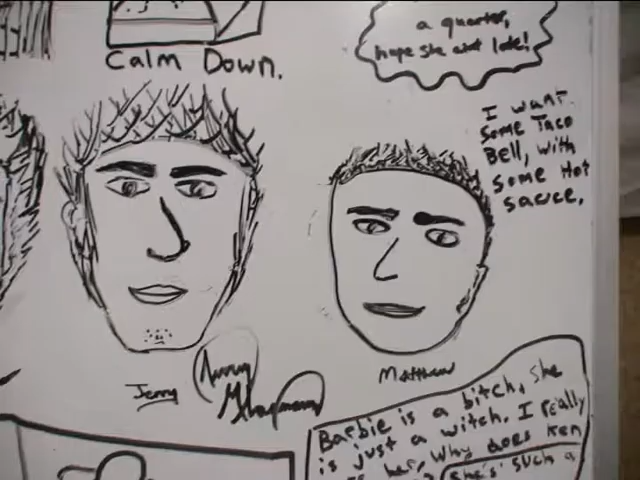 Calm Down.
a quarter,
hope she aint late!
I want
some Taco
Bell, with
some Hot
sauce.
Jerry
Matthew
Barbie is a bitch, she
is just a witch. I really
her, why does Ken
she's such a